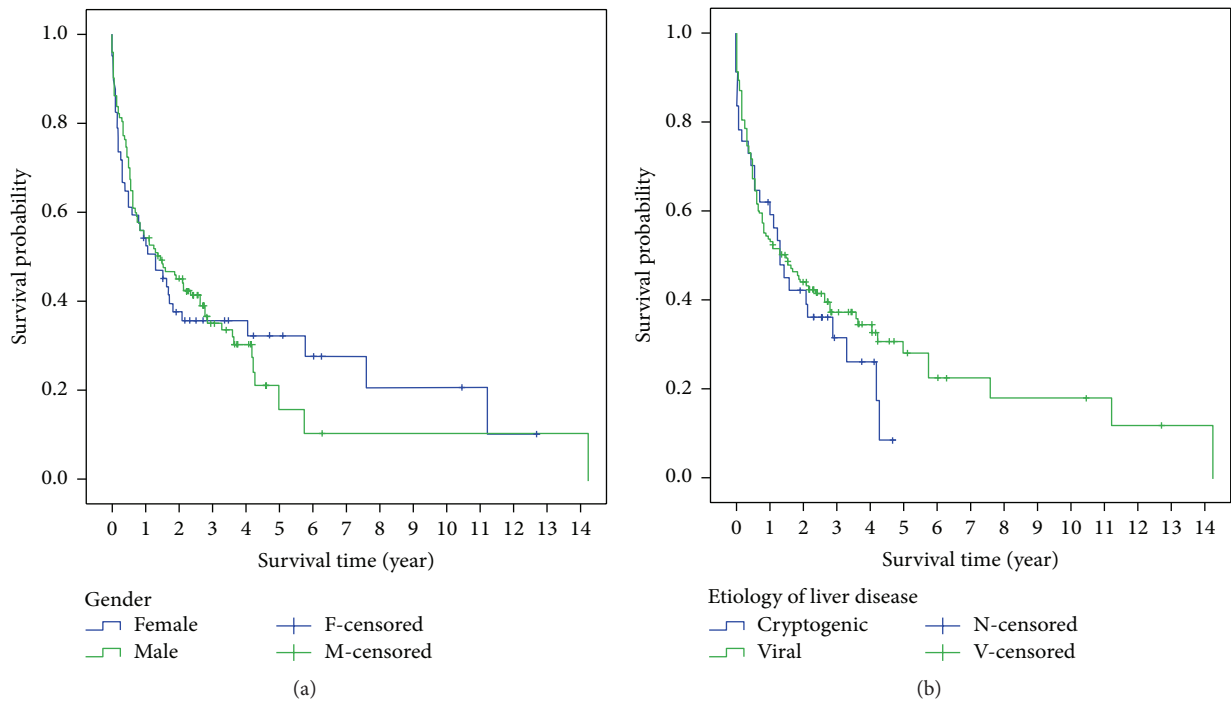 1.0
0.8
0.6
0.4
0.2
0.0
Survival probability
0 1 2 3 4 5 6 7 8 9 10 11 12 13 14
Survival time (year)
Gender
Female F-censored
Male M-censored
(a)
1.0
0.8
0.6
0.4
0.2
0.0
Survival probability
0 1 2 3 4 5 6 7 8 9 10 11 12 13 14
Survival time (year)
Etiology of liver disease
Cryptogenic N-censored
Viral V-censored
(b)